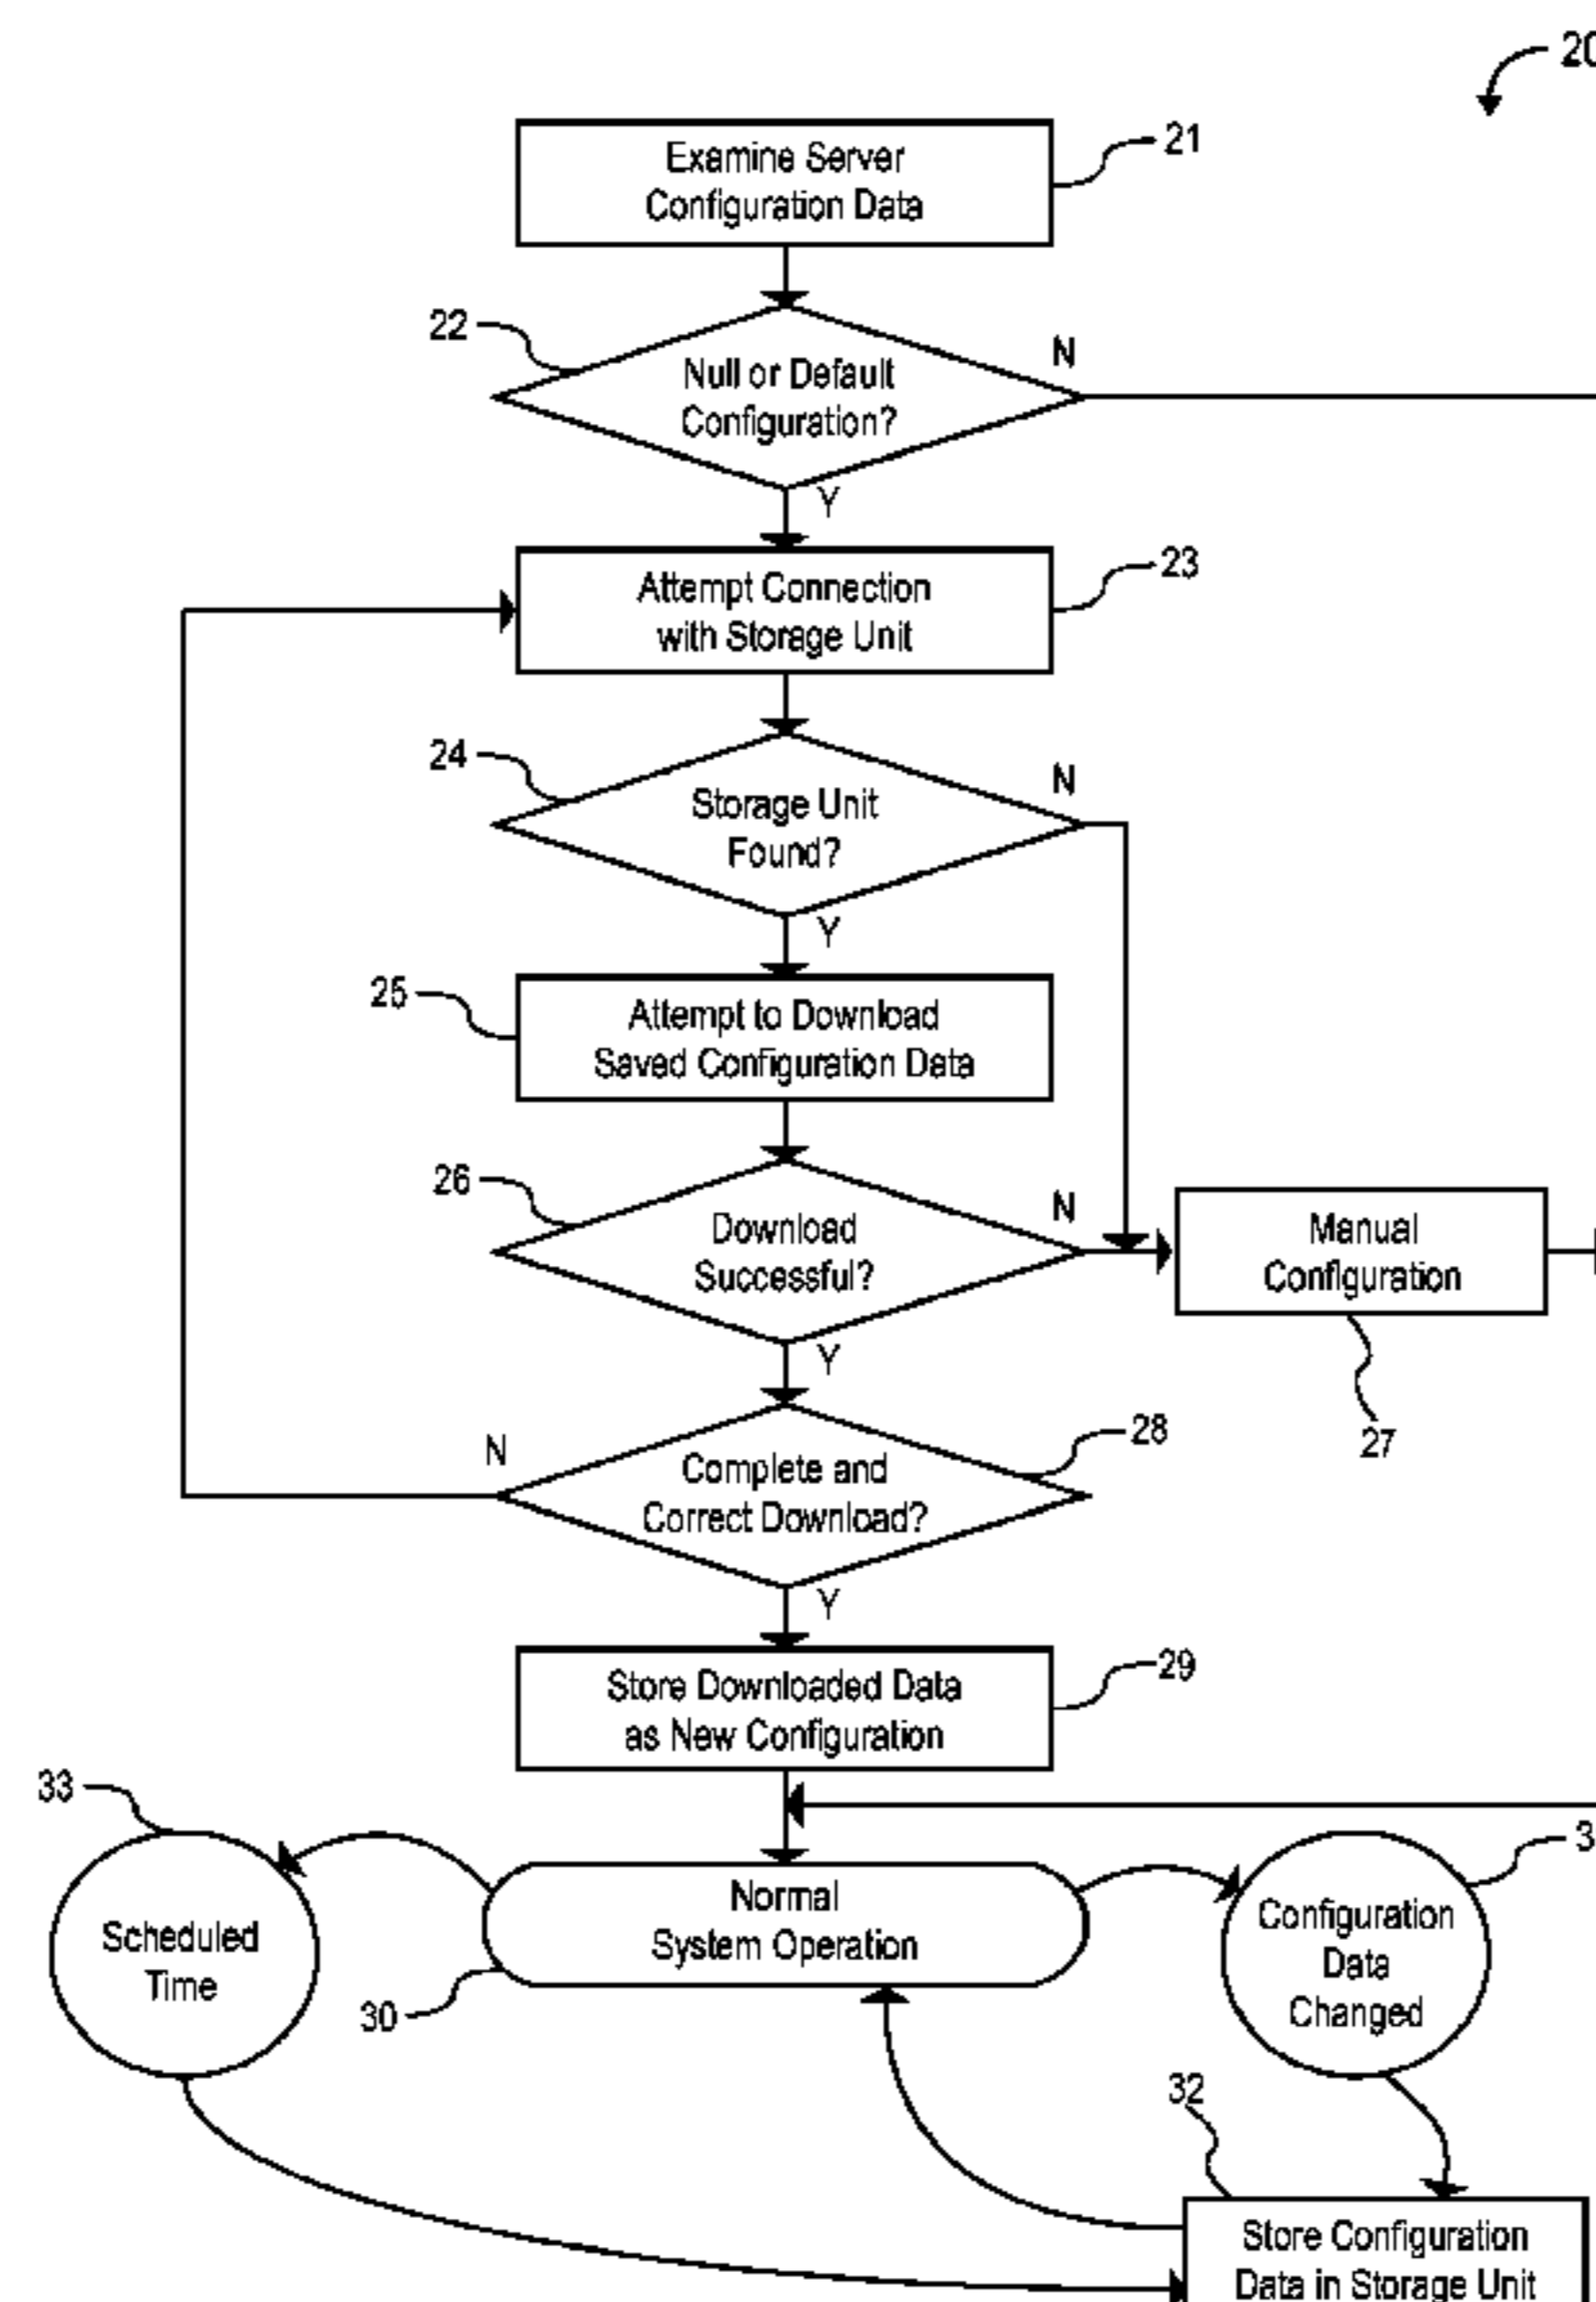 20
21
Examine Server
Configuration Data
22
Null or Default
Configuration?
N
Y
23
Attempt Connection
with Storage Unit
24
Storage Unit
Found?
N
Y
25
Attempt to Download
Saved Configuration Data
26
Download
Successful?
N
Y
Manual
Configuration
27
28
N
Complete and
Correct Download?
Y
29
Store Downloaded Data
as New Configuration
33
Scheduled
Time
Normal
System Operation
30
3
Configuration
Data
Changed
32
Store Configuration
Data in Storage Unit